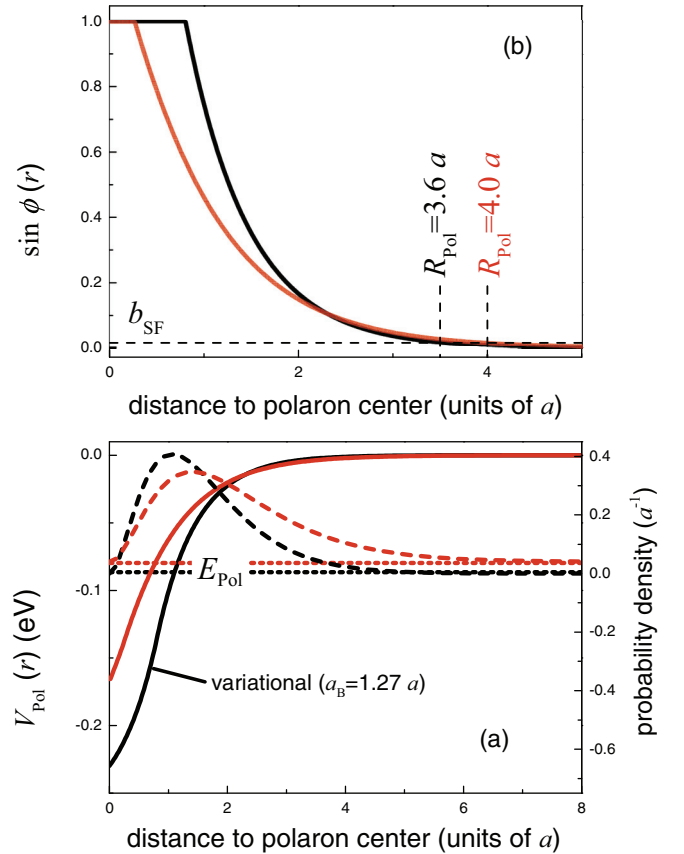 (b)
sin ϕ (r)
1.0
0.8
0.6
0.4
0.2
0.0
b_SF
R_Pol=3.6 a
R_Pol=4.0 a
0 2 4
distance to polaron center (units of a)
V_Pol (r) (eV)
0.0
-0.1
-0.2
E_Pol
variational (a_B=1.27 a)
(a)
0.4
0.2
0.0
-0.2
-0.4
-0.6
probability density (a⁻¹)
0 2 4 6 8
distance to polaron center (units of a)